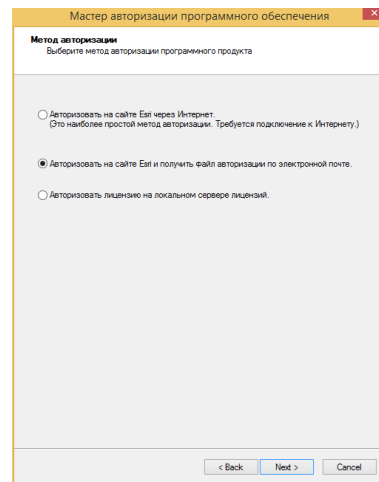 Мастер авторизации программного обеспечения
Метод авторизации
Выберите метод авторизации программного продукта
Авторизовать на сайте Esri через Интернет.
(Это наиболее простой метод авторизации. Требуется подключение к Интернету.)
Авторизовать на сайте Esri и получить файл авторизации по электронной почте.
Авторизовать лицензию на локальном сервере лицензий.
< Back Next > Cancel